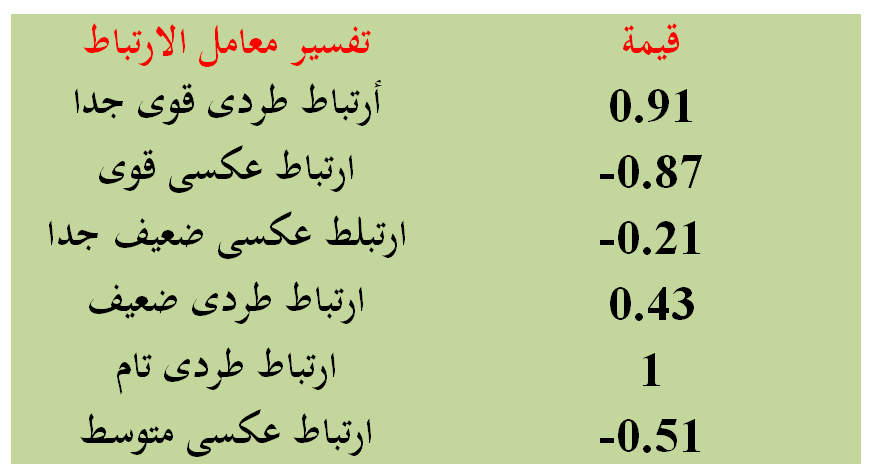 قيمة تفسير معامل الارتباط
0.91 أرتباط طردى قوى جدا
-0.87 ارتباط عكسى قوى
-0.21 ارتبلط عكسى ضعيف جدا
0.43 ارتباط طردى ضعيف
1 ارتباط طردى تام
-0.51 ارتباط عكسى متوسط